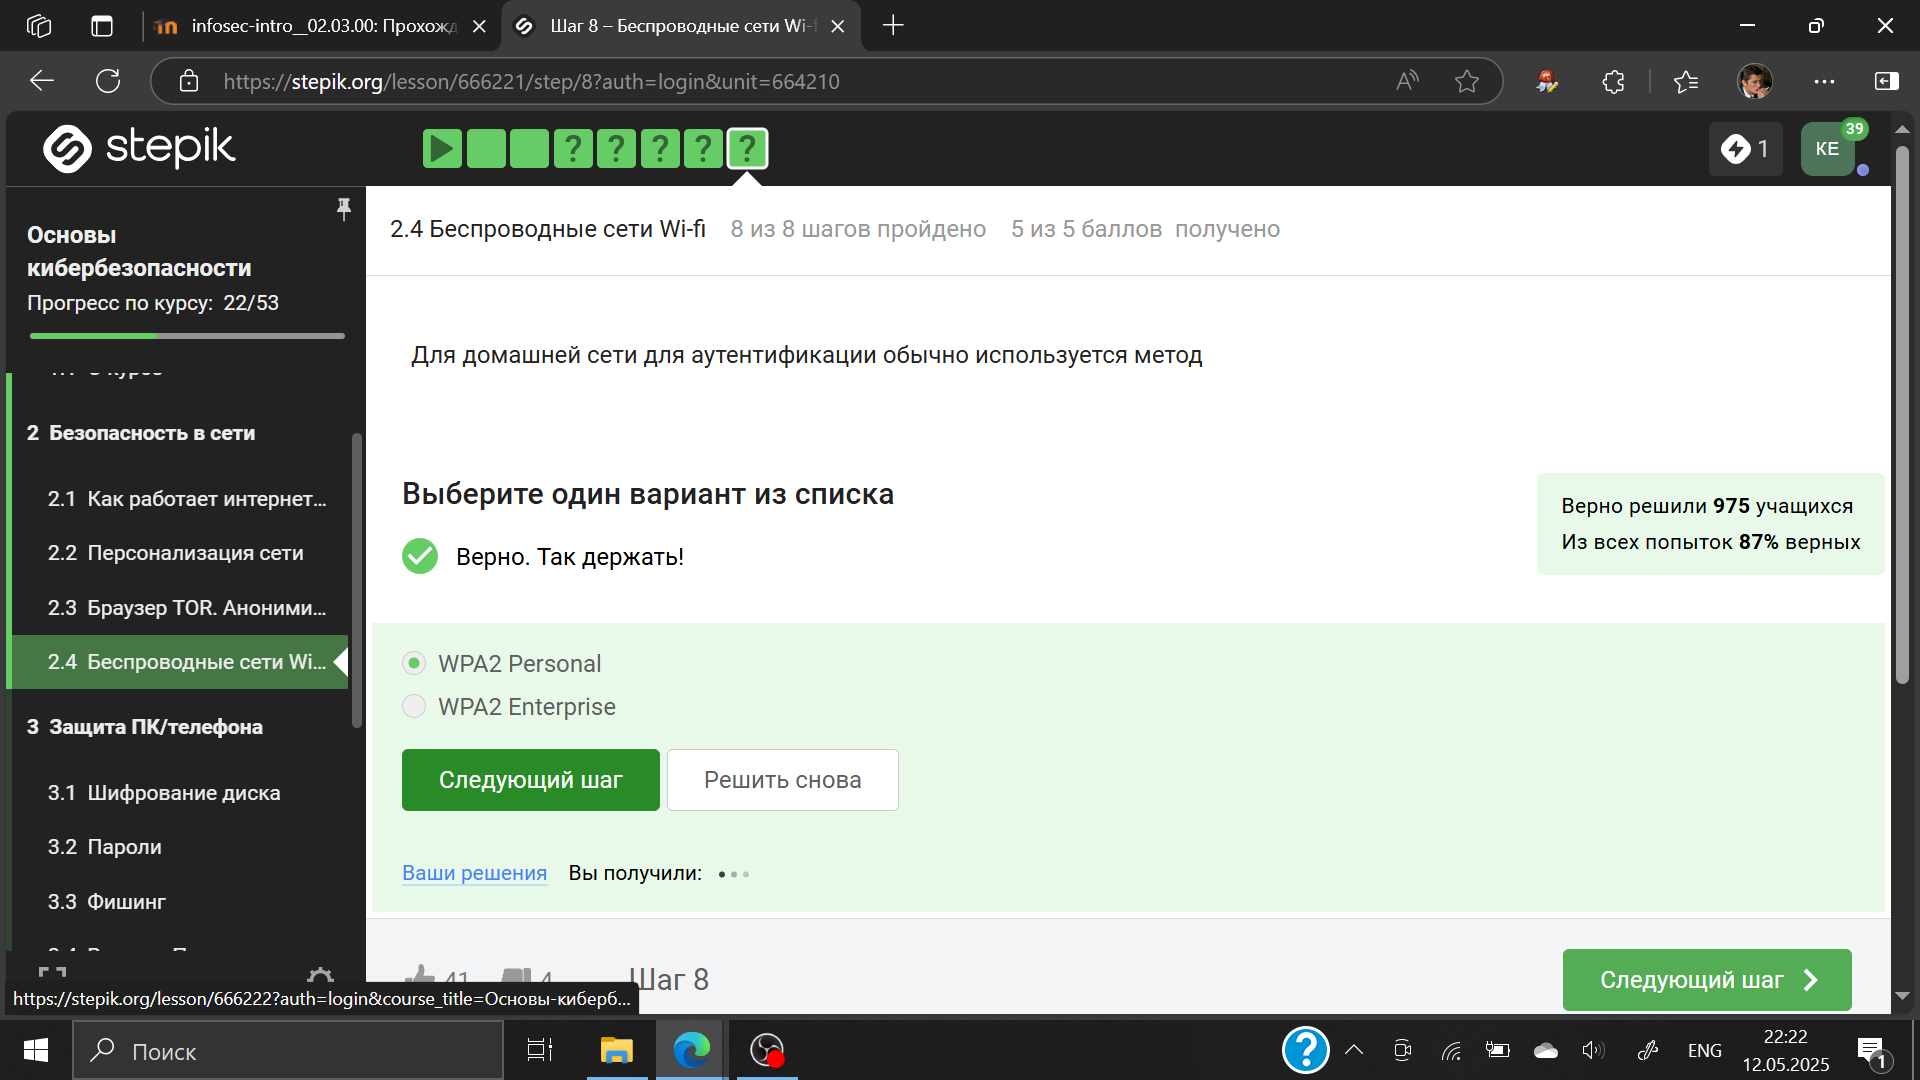 infosec-intro__02.03.00: Прохожд
Шаг 8 – Беспроводные сети Wi-f
https://stepik.org/lesson/666221/step/8?auth=login&unit=664210
stepik
? ? ? ? ?
1
KE
39
Основы
кибербезопасности
Прогресс по курсу: 22/53
2 Безопасность в сети
2.1 Как работает интернет...
2.2 Персонализация сети
2.3 Браузер TOR. Аноними...
2.4 Беспроводные сети Wi...
3 Защита ПК/телефона
3.1 Шифрование диска
3.2 Пароли
3.3 Фишинг
2.4 Беспроводные сети Wi-fi 8 из 8 шагов пройдено 5 из 5 баллов получено
Для домашней сети для аутентификации обычно используется метод
Выберите один вариант из списка
Верно. Так держать!
Верно решили 975 учащихся
Из всех попыток 87% верных
WPA2 Personal
WPA2 Enterprise
Следующий шаг
Решить снова
Ваши решения Вы получили:
41 4 Шаг 8
Следующий шаг
https://stepik.org/lesson/666222?auth=login&course_title=Основы-киберб...
Поиск
ENG
22:22
12.05.2025
1